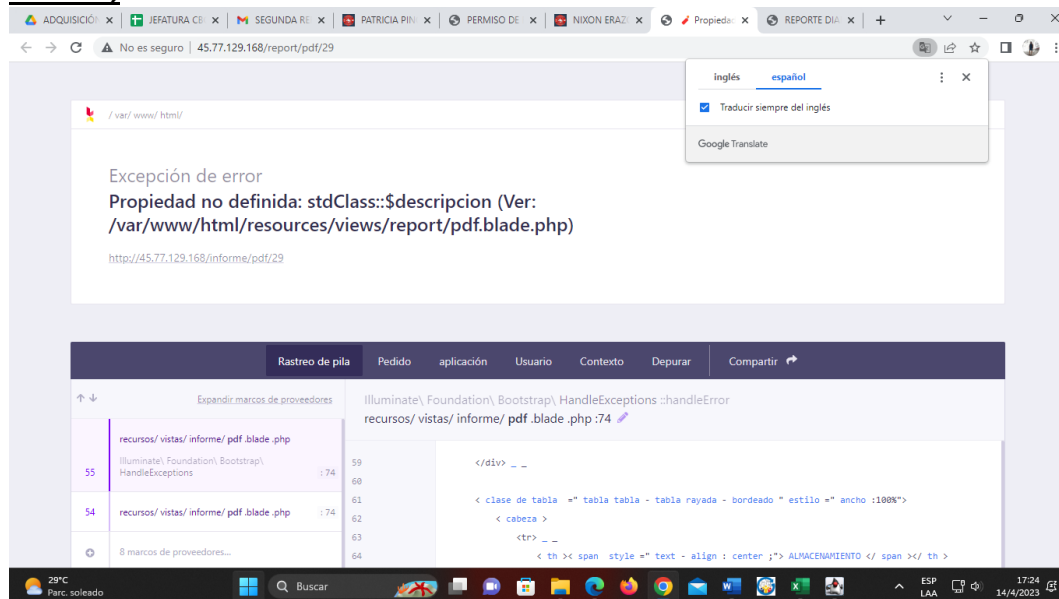 ADQUISICIÓN
JEFATURA CB
SEGUNDA RE
PATRICIA PIN
PERMISO DE
NIXON ERAZ
Propiedad
REPORTE DIA
No es seguro | 45.77.129.168/report/pdf/29
inglés español
Traducir siempre del inglés
Google Translate
/ var/ www/ html/
Excepción de error
Propiedad no definida: stdClass::$descripcion (Ver:
/var/www/html/resources/views/report/pdf.blade.php)
http://45.77.129.168/informe/pdf/29
Rastreo de pila Pedido aplicación Usuario Contexto Depurar Compartir
Expandir marcos de proveedores
Illuminate\ Foundation\ Bootstrap\ HandleExceptions ::handleError
recursos/ vistas/ informe/ pdf .blade .php :74
recursos/ vistas/ informe/ pdf .blade .php
Illuminate\ Foundation\ Bootstrap\
55 HandleExceptions :74
54 recursos/ vistas/ informe/ pdf .blade .php :74
8 marcos de proveedores...
59 </div> _ _
60
61 < clase de tabla =" tabla tabla - tabla rayada - bordeado " estilo =" ancho :100%">
62 < cabeza >
63 <tr> _ _
64 < th >< span style =" text - align : center ;"> ALMACENAMIENTO </ span ></ th >
29°C
Parc. soleado
Buscar
ESP
LAA
17:24
14/4/2023